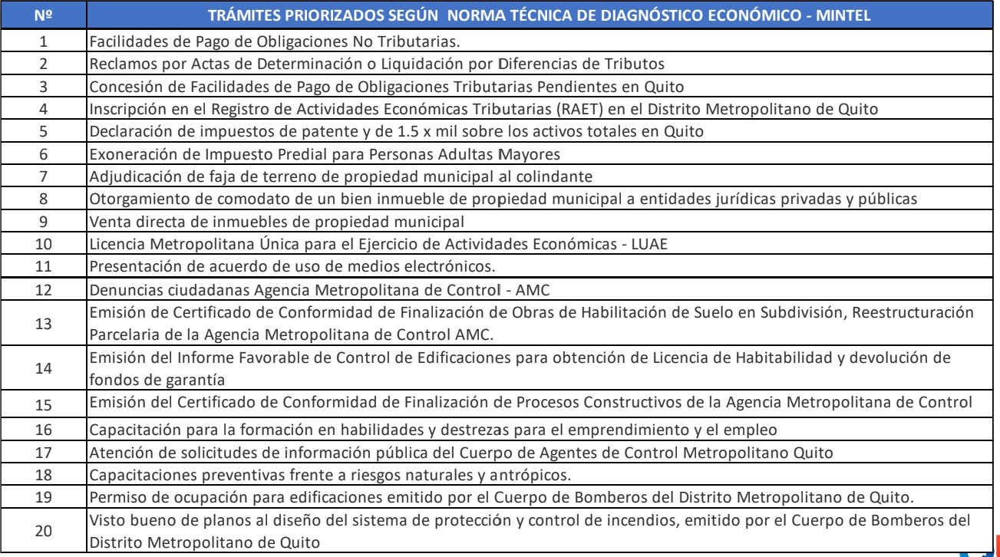 Nº TRÁMITES PRIORIZADOS SEGÚN NORMA TÉCNICA DE DIAGNÓSTICO ECONÓMICO - MINTEL
1 Facilidades de Pago de Obligaciones No Tributarias.
2 Reclamos por Actas de Determinación o Liquidación por Diferencias de Tributos
3 Concesión de Facilidades de Pago de Obligaciones Tributarias Pendientes en Quito
4 Inscripción en el Registro de Actividades Económicas Tributarias (RAET) en el Distrito Metropolitano de Quito
5 Declaración de impuestos de patente y de 1.5 x mil sobre los activos totales en Quito
6 Exoneración de Impuesto Predial para Personas Adultas Mayores
7 Adjudicación de faja de terreno de propiedad municipal al colindante
8 Otorgamiento de comodato de un bien inmueble de propiedad municipal a entidades jurídicas privadas y públicas
9 Venta directa de inmuebles de propiedad municipal
10 Licencia Metropolitana Única para el Ejercicio de Actividades Económicas - LUAE
11 Presentación de acuerdo de uso de medios electrónicos.
12 Denuncias ciudadanas Agencia Metropolitana de Control - AMC
13 Emisión de Certificado de Conformidad de Finalización de Obras de Habilitación de Suelo en Subdivisión, Reestructuración
Parcelaria de la Agencia Metropolitana de Control AMC.
14 Emisión del Informe Favorable de Control de Edificaciones para obtención de Licencia de Habitabilidad y devolución de
fondos de garantía
15 Emisión del Certificado de Conformidad de Finalización de Procesos Constructivos de la Agencia Metropolitana de Control
16 Capacitación para la formación en habilidades y destrezas para el emprendimiento y el empleo
17 Atención de solicitudes de información pública del Cuerpo de Agentes de Control Metropolitano Quito
18 Capacitaciones preventivas frente a riesgos naturales y antrópicos.
19 Permiso de ocupación para edificaciones emitido por el Cuerpo de Bomberos del Distrito Metropolitano de Quito.
20 Visto bueno de planos al diseño del sistema de protección y control de incendios, emitido por el Cuerpo de Bomberos del
Distrito Metropolitano de Quito